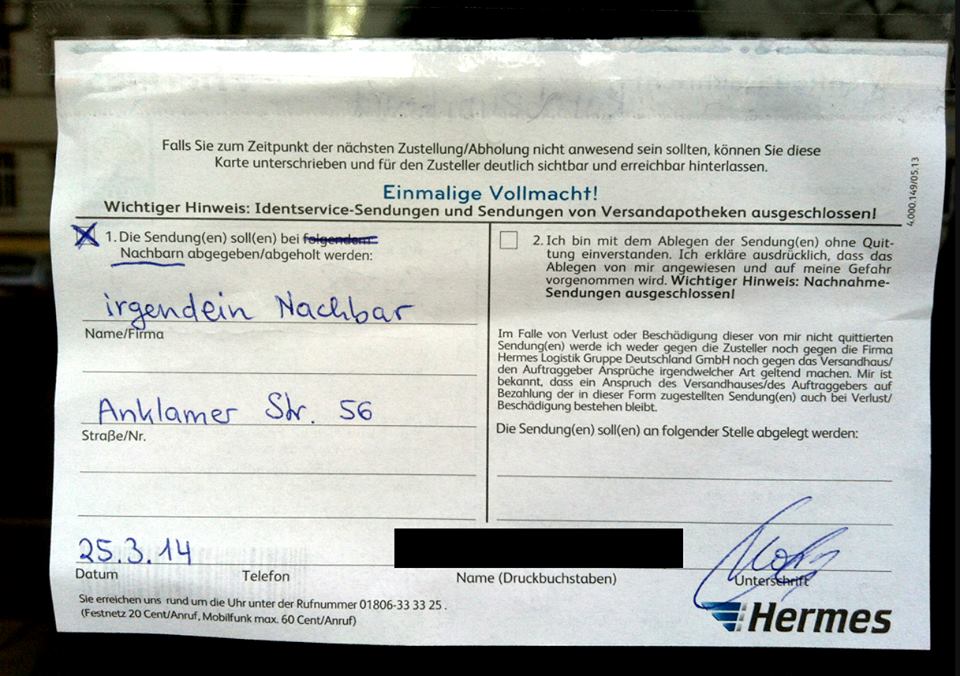 Falls Sie zum Zeitpunkt der nächsten Zustellung/Abholung nicht anwesend sein sollten, können Sie diese
Karte unterschrieben und für den Zusteller deutlich sichtbar und erreichbar hinterlassen.
Einmalige Vollmacht!
Wichtiger Hinweis: Identservice-Sendungen und Sendungen von Versandapotheken ausgeschlossen!
4.000.149/05.13
1. Die Sendung(en) soll(en) bei folgendem
Nachbarn abgegeben/abgeholt werden:
irgendein Nachbar
Name/Firma
Anklamer Str. 56
Straße/Nr.
2. Ich bin mit dem Ablegen der Sendung(en) ohne Quit-
tung einverstanden. Ich erkläre ausdrücklich, dass das
Ablegen von mir angewiesen und auf meine Gefahr
vorgenommen wird. Wichtiger Hinweis: Nachnahme-
Sendungen ausgeschlossen!
Im Falle von Verlust oder Beschädigung dieser von mir nicht quittierten
Sendung(en) werde ich weder gegen die Zusteller noch gegen die Firma
Hermes Logistik Gruppe Deutschland GmbH noch gegen das Versandhaus/
den Auftraggeber Ansprüche irgendwelcher Art geltend machen. Mir ist
bekannt, dass ein Anspruch des Versandhauses/des Auftraggebers auf
Bezahlung der in dieser Form zugestellten Sendung(en) auch bei Verlust/
Beschädigung bestehen bleibt.
Die Sendung(en) soll(en) an folgender Stelle abgelegt werden:
25.3.14
Datum
Telefon
Name (Druckbuchstaben)
Unterschrift
Sie erreichen uns rund um die Uhr unter der Rufnummer 01806-33 33 25.
(Festnetz 20 Cent/Anruf, Mobilfunk max. 60 Cent/Anruf)
Hermes